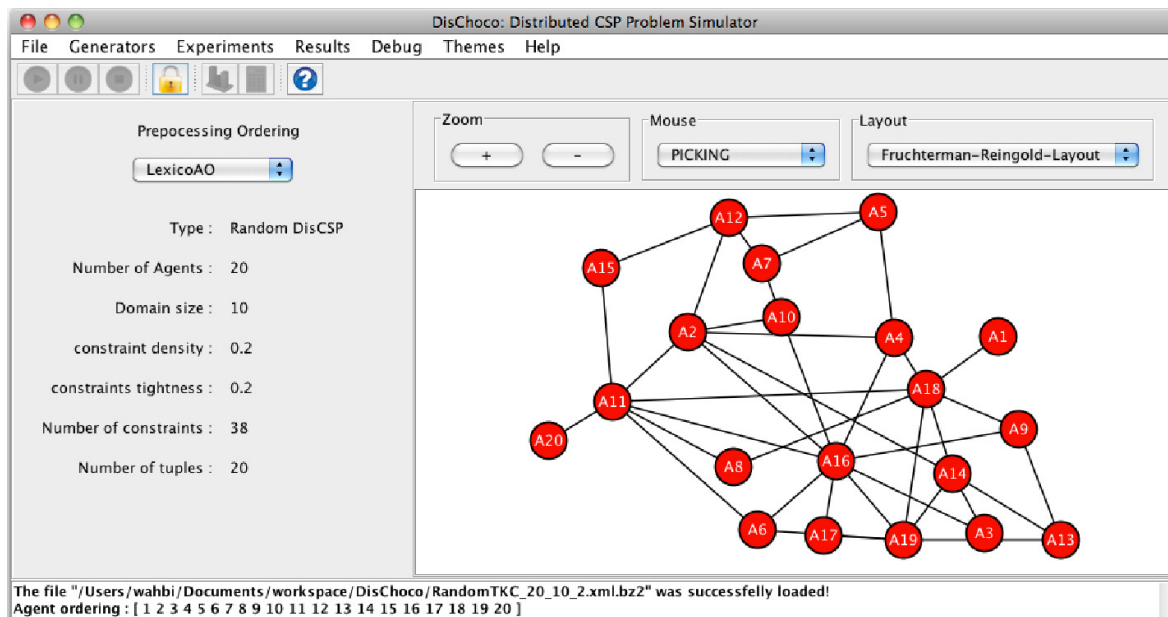 DisChoco: Distributed CSP Problem Simulator
File Generators Experiments Results Debug Themes Help
Prepocessing Ordering
LexicoAO
Type : Random DisCSP
Number of Agents : 20
Domain size : 10
constraint density : 0.2
constraints tightness : 0.2
Number of constraints : 38
Number of tuples : 20
Zoom
+ -
Mouse
PICKING
Layout
Fruchterman-Reingold-Layout
A12
A5
A15
A7
A10
A2
A4
A1
A18
A11
A9
A20
A8
A16
A14
A6
A17
A19
A3
A13
The file "/Users/wahbi/Documents/workspace/DisChoco/RandomTKC_20_10_2.xml.bz2" was successfelly loaded!
Agent ordering : [ 1 2 3 4 5 6 7 8 9 10 11 12 13 14 15 16 17 18 19 20 ]